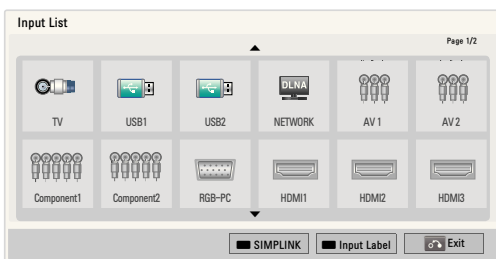 Input List
Page 1/2
DLNA
TV USB1 USB2 NETWORK AV 1 AV 2
Component1 Component2 RGB-PC HDMI1 HDMI2 HDMI3
SIMPLINK Input Label Exit